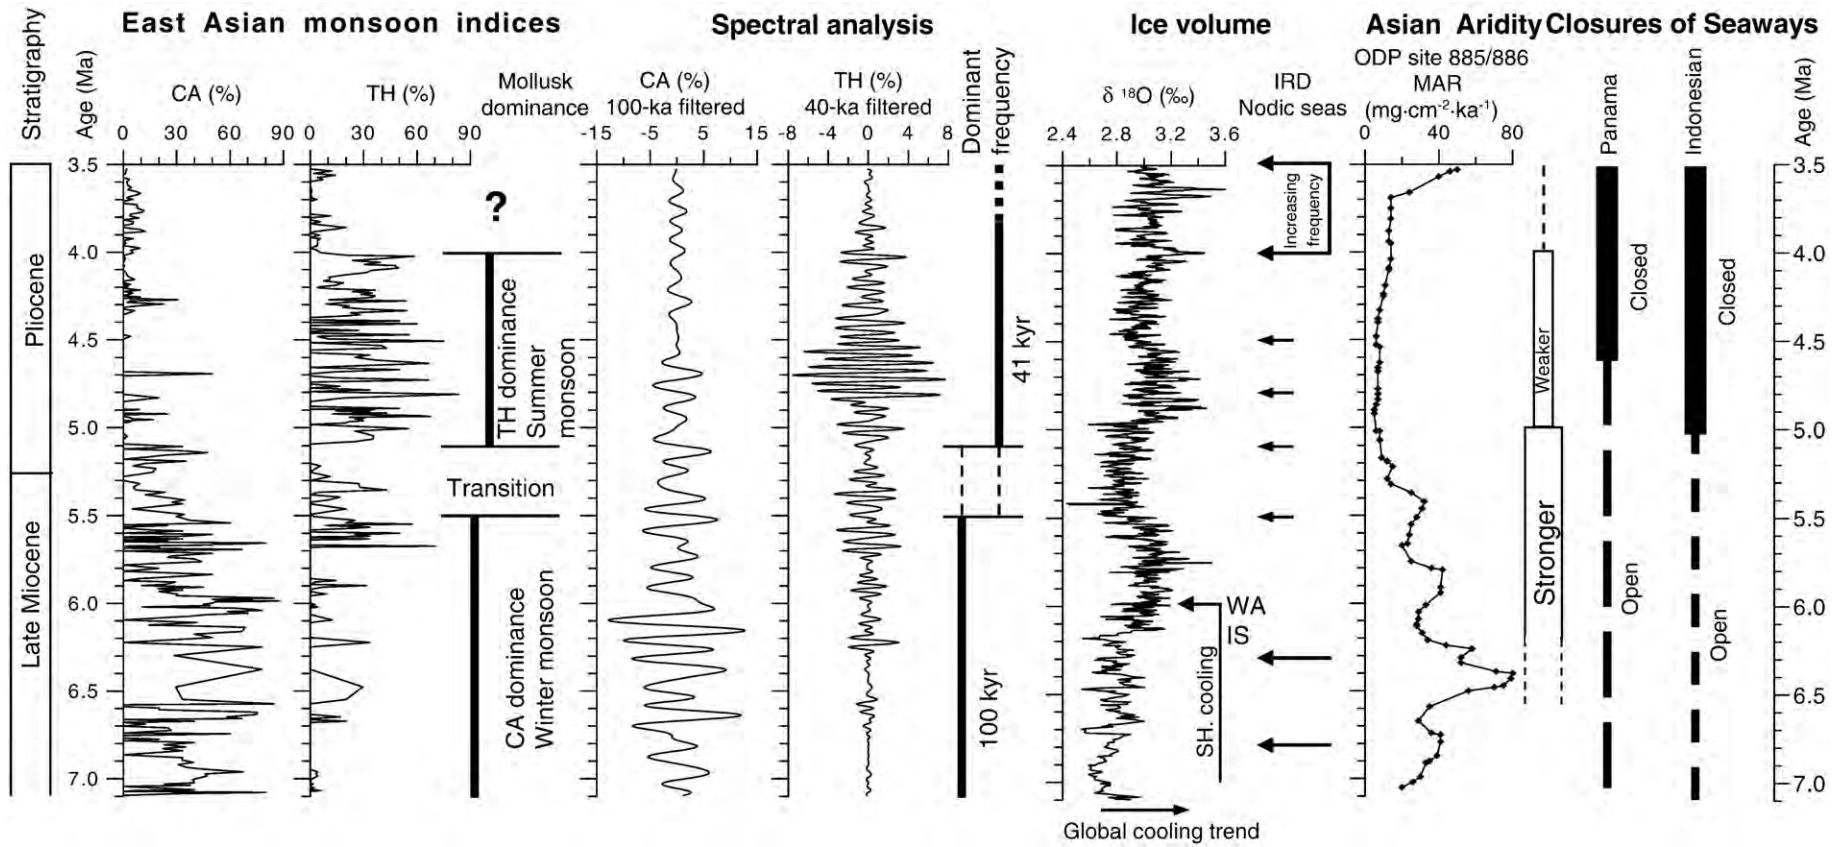 East Asian monsoon indices
Spectral analysis
Ice volume
Asian Aridity
Closures of Seaways
Stratigraphy
Age (Ma)
CA (%)
TH (%)
Mollusk
dominance
CA (%)
100-ka filtered
TH (%)
40-ka filtered
Dominant
frequency
δ ¹⁸O (‰)
IRD
Nodic seas
ODP site 885/886
MAR
(mg·cm⁻²·ka⁻¹)
Panama
Indonesian
Age (Ma)
0 30 60 90
0 30 60 90
-15 -5 5 15
-8 -4 0 4 8
2.4 2.8 3.2 3.6
0 40 80
3.5
4.0
4.5
5.0
5.5
6.0
6.5
7.0
Pliocene
Late Miocene
?
TH dominance
Summer
monsoon
Transition
CA dominance
Winter monsoon
41 kyr
100 kyr
WA
IS
SH. cooling
Global cooling trend
Increasing
frequency
Weaker
Stronger
Closed
Open
Closed
Open
3.5
4.0
4.5
5.0
5.5
6.0
6.5
7.0